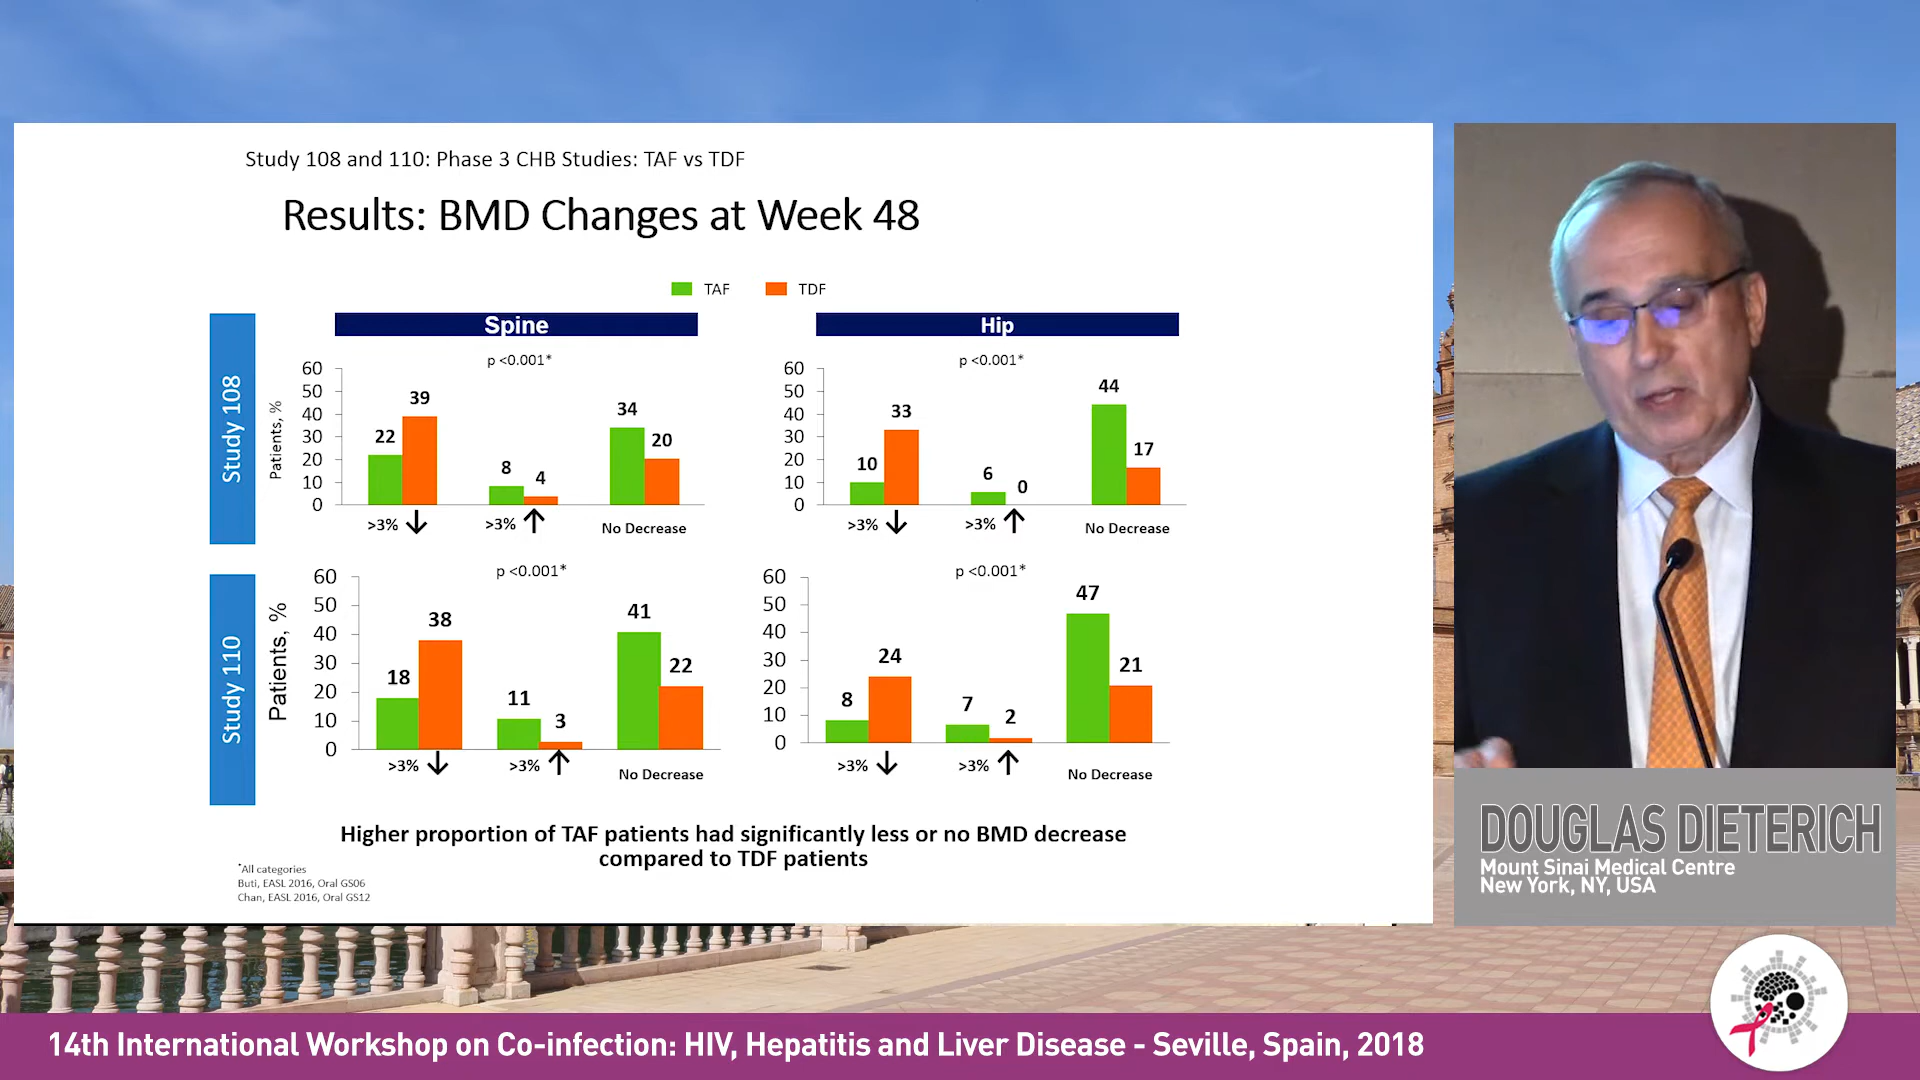 Study 108 and 110: Phase 3 CHB Studies: TAF vs TDF
Results: BMD Changes at Week 48
TAF TDF
Spine Hip
Study 108
Patients, %
p <0.001*
60
50
40
30
20
10
0
22 39 8 4 34 20
>3% ↓ >3% ↑ No Decrease
p <0.001*
60
50
40
30
20
10
0
10 33 6 0 44 17
>3% ↓ >3% ↑ No Decrease
Study 110
Patients, %
p <0.001*
60
50
40
30
20
10
0
18 38 11 3 41 22
>3% ↓ >3% ↑ No Decrease
p <0.001*
60
50
40
30
20
10
0
8 24 7 2 47 21
>3% ↓ >3% ↑ No Decrease
Higher proportion of TAF patients had significantly less or no BMD decrease
compared to TDF patients
*All categories
Buti, EASL 2016, Oral GS06
Chan, EASL 2016, Oral GS12
DOUGLAS DIETERICH
Mount Sinai Medical Centre
New York, NY, USA
14th International Workshop on Co-infection: HIV, Hepatitis and Liver Disease - Seville, Spain, 2018